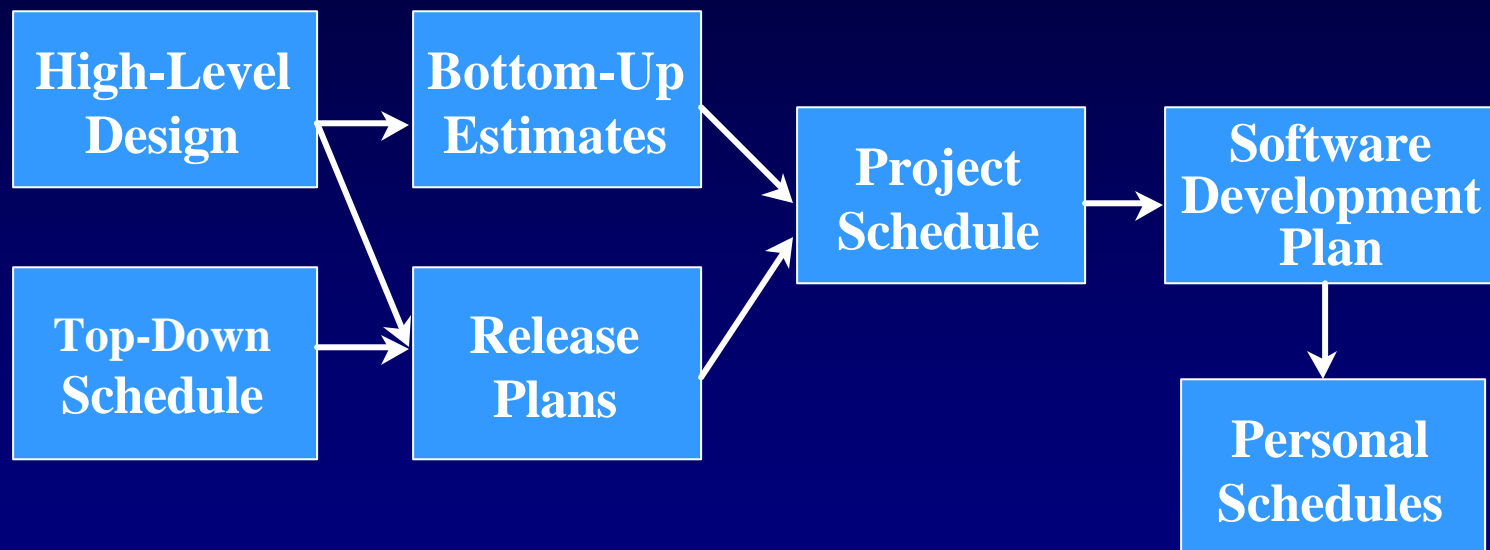 High-Level
Design
Bottom-Up
Estimates
Project
Schedule
Software
Development
Plan
Top-Down
Schedule
Release
Plans
Personal
Schedules